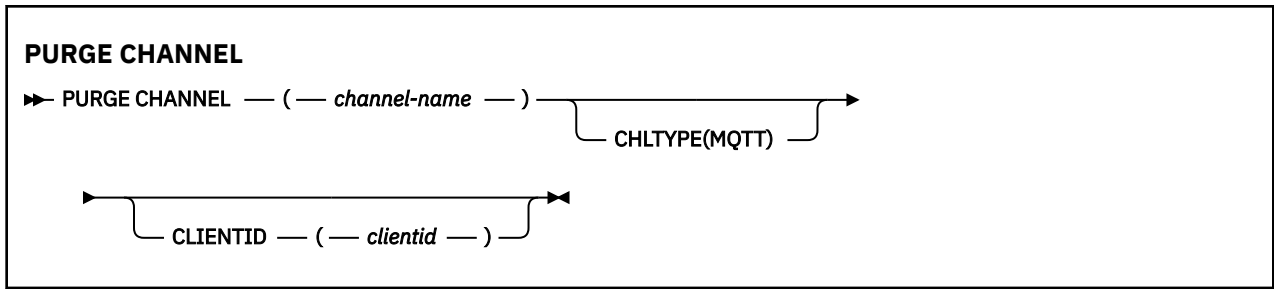 PURGE CHANNEL
PURGE CHANNEL ( channel-name )
CHLTYPE(MQTT)
CLIENTID ( clientid )